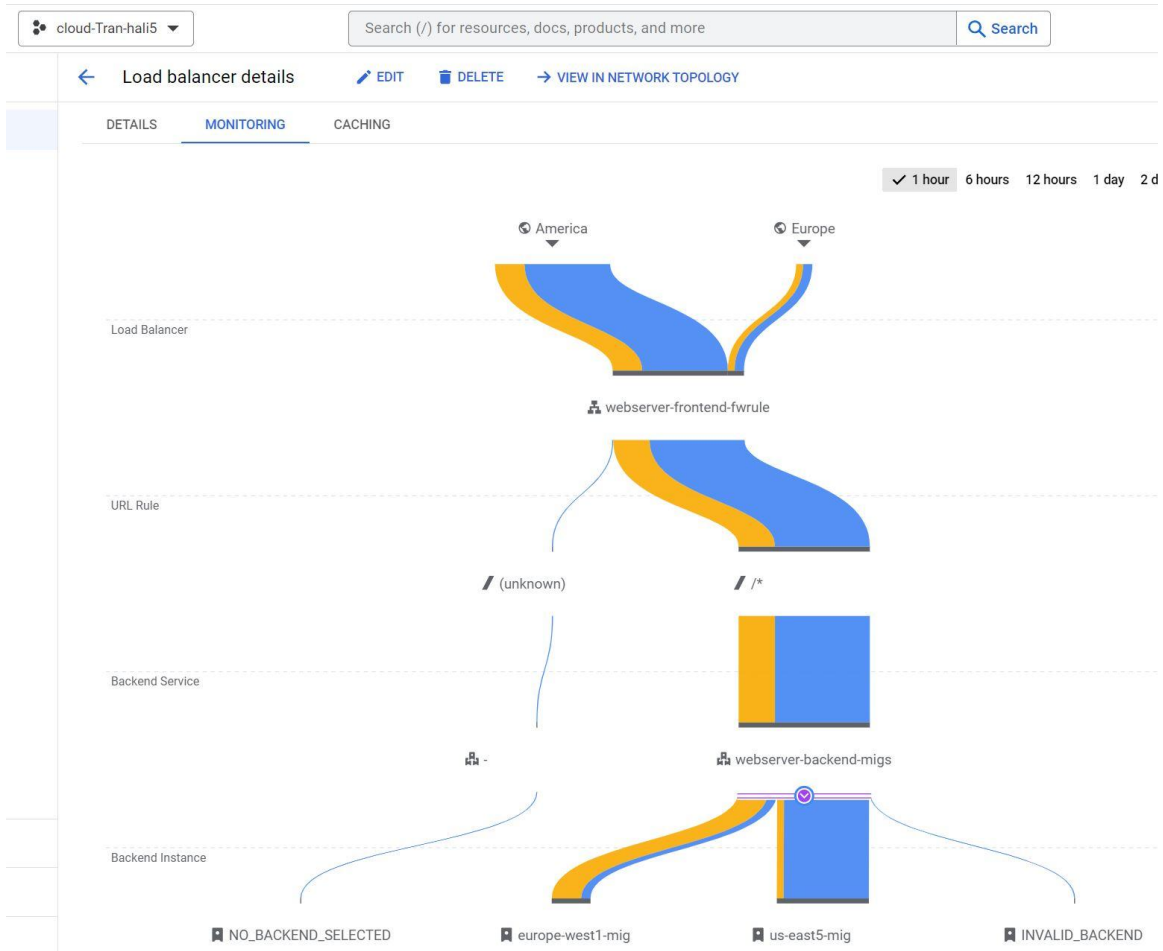 cloud-Tran-hali5
Search (/) for resources, docs, products, and more
Search
Load balancer details
EDIT
DELETE
VIEW IN NETWORK TOPOLOGY
DETAILS
MONITORING
CACHING
1 hour
6 hours
12 hours
1 day
2 d
America
Europe
Load Balancer
webserver-frontend-fwrule
URL Rule
(unknown)
/*
Backend Service
-
webserver-backend-migs
Backend Instance
NO_BACKEND_SELECTED
europe-west1-mig
us-east5-mig
INVALID_BACKEND